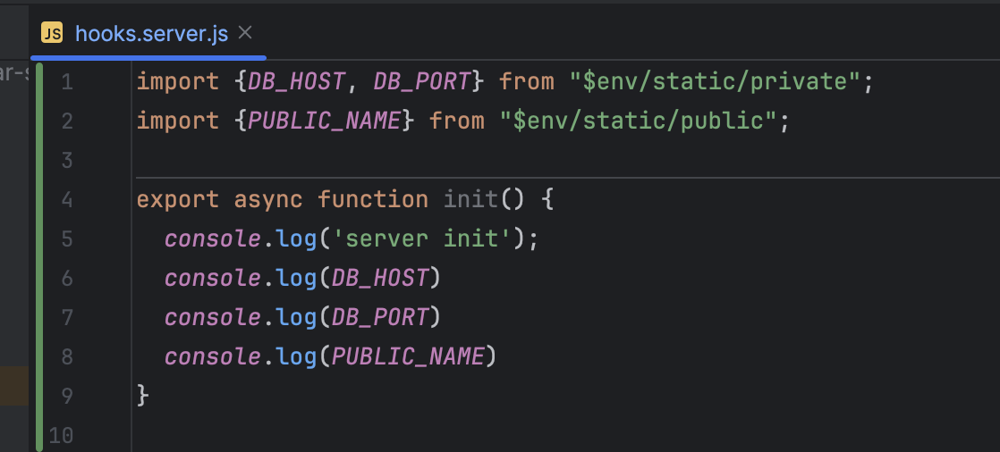 JS hooks.server.js ×
ar-s
1 import {DB_HOST, DB_PORT} from "$env/static/private";
2 import {PUBLIC_NAME} from "$env/static/public";
3
4 export async function init() {
5   console.log('server init');
6   console.log(DB_HOST)
7   console.log(DB_PORT)
8   console.log(PUBLIC_NAME)
9 }
10